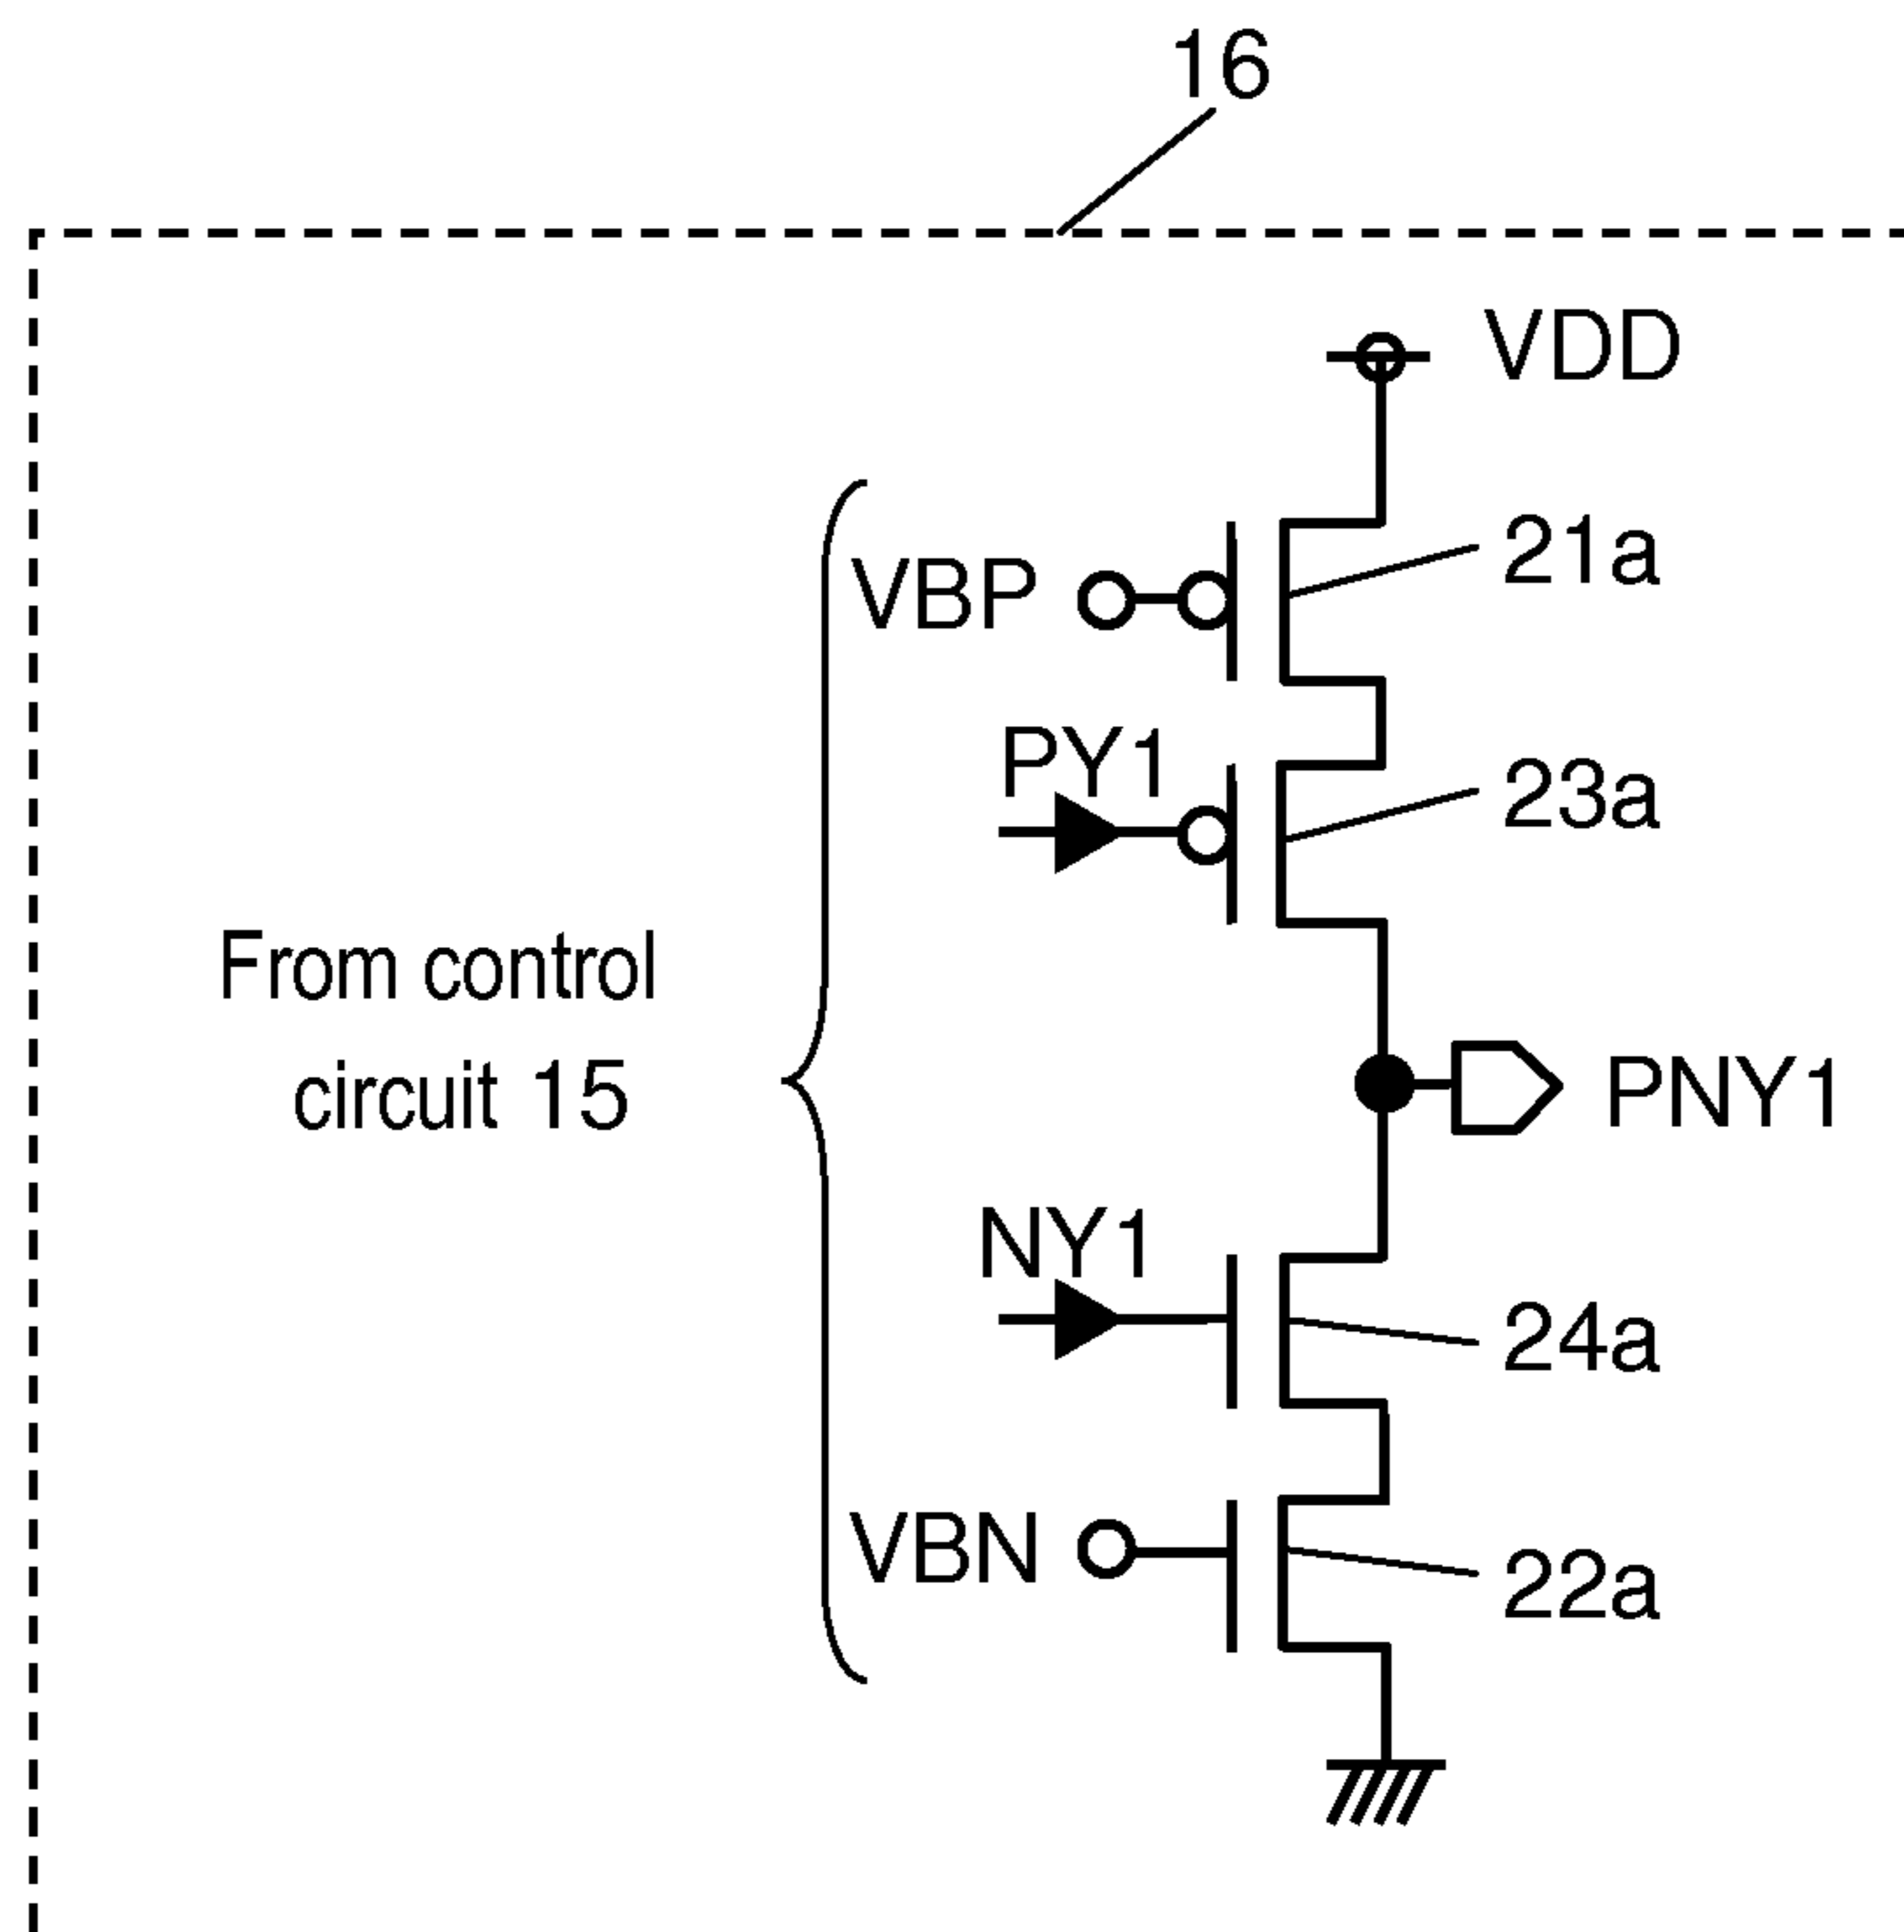 16
VDD
VBP
21a
PY1
23a
From control
circuit 15
PNY1
NY1
24a
VBN
22a